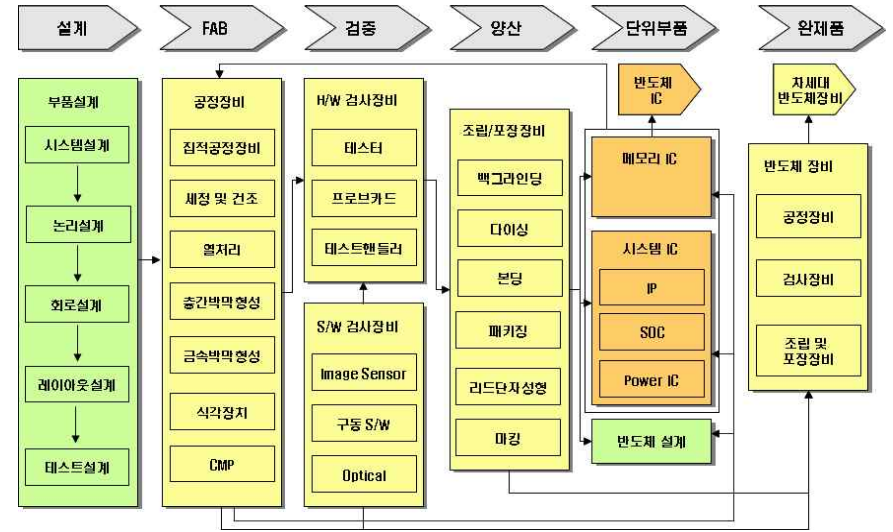 설계
FAB
검증
양산
단위부품
완제품
부품설계
시스템설계
논리설계
회로설계
레이아웃설계
테스트설계
공정장비
집적공정장비
세정 및 건조
열처리
층간박막형성
금속박막형성
식각장치
CMP
H/W 검사장비
테스터
프로브카드
테스트핸들러
S/W 검사장비
Image Sensor
구동 S/W
Optical
조립/포장장비
백그라인딩
다이싱
본딩
패키징
리드단자성형
마킹
반도체
IC
메모리 IC
시스템 IC
IP
SOC
Power IC
반도체 설계
차세대
반도체장비
반도체 장비
공정장비
검사장비
조립 및
포장장비